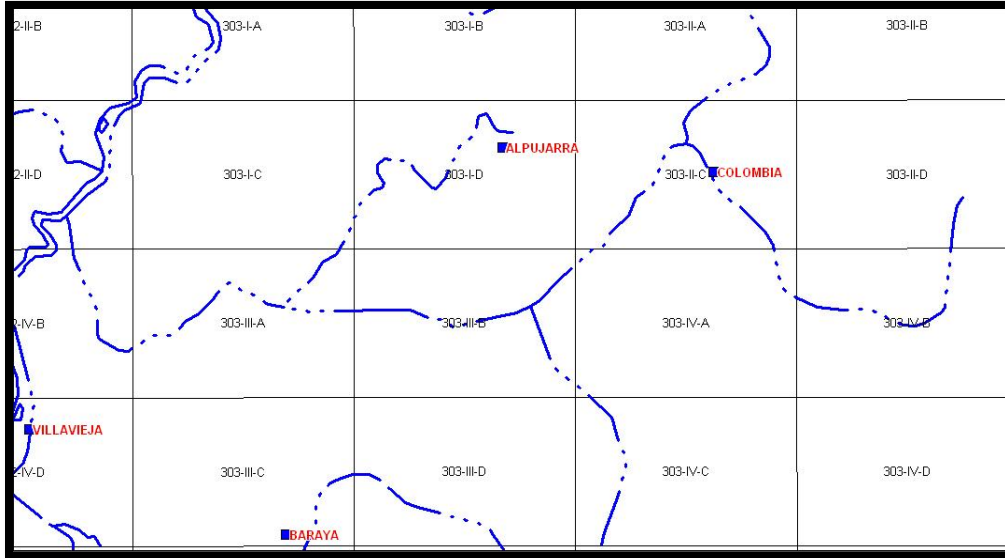 2-II-B 303-I-A 303-I-B 303-II-A 303-II-B
ALPUJARRA
2-II-D 303-I-C 303-I-D 303-II-C COLOMBIA 303-II-D
2-IV-B 303-III-A 303-III-B 303-IV-A 303-IV-B
VILLAVIEJA
2-IV-D 303-III-C 303-III-D 303-IV-C 303-IV-D
BARAYA